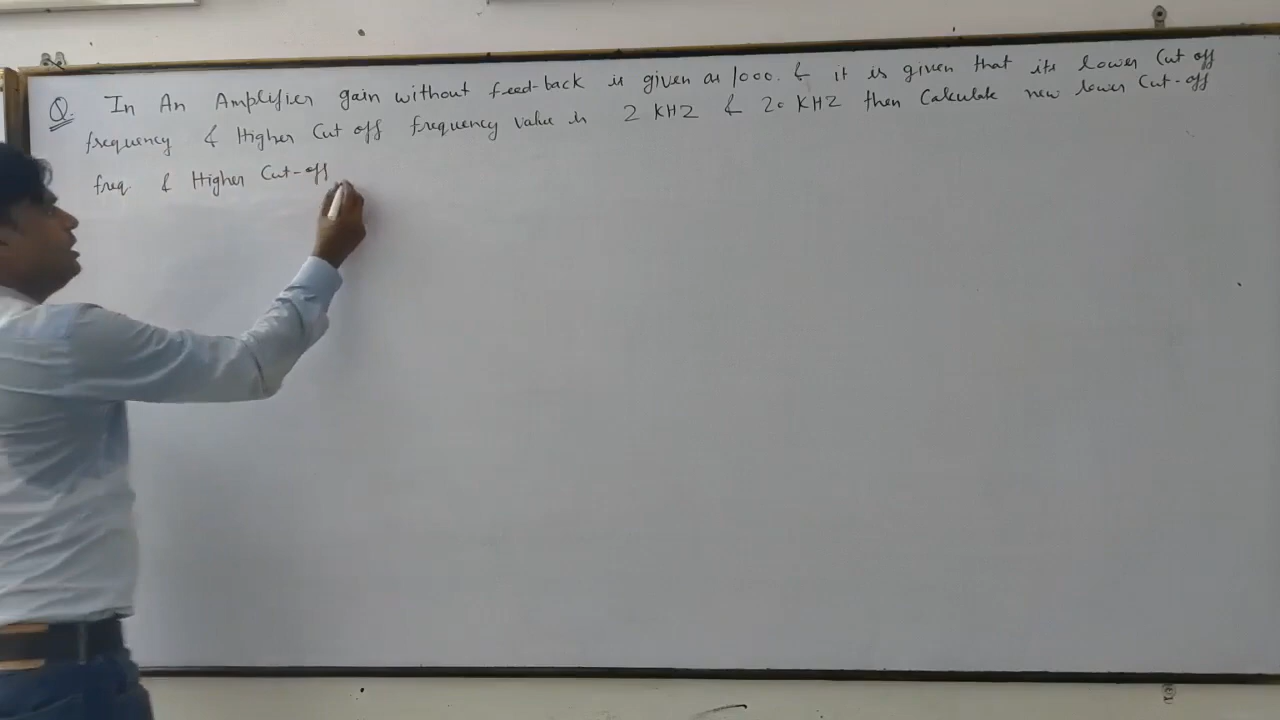 Q. In An Amplifier gain without feed-back is given as 1000. & it is given that its lower Cut off
frequency & Higher Cut off frequency value is 2 KHZ & 20 KHZ then Calculate new lower Cut-off
freq. & Higher Cut-off